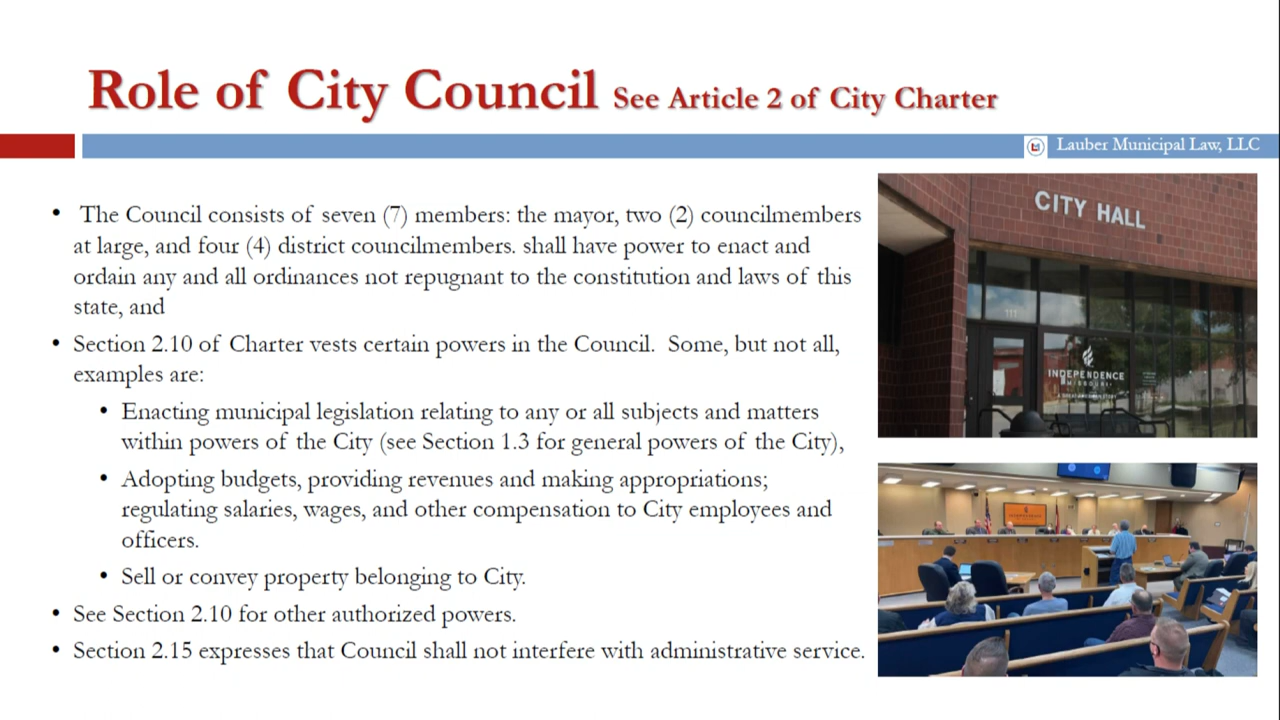 Role of City Council See Article 2 of City Charter
Lauber Municipal Law, LLC
• The Council consists of seven (7) members: the mayor, two (2) councilmembers
at large, and four (4) district councilmembers. shall have power to enact and
ordain any and all ordinances not repugnant to the constitution and laws of this
state, and
• Section 2.10 of Charter vests certain powers in the Council. Some, but not all,
examples are:
• Enacting municipal legislation relating to any or all subjects and matters
within powers of the City (see Section 1.3 for general powers of the City),
• Adopting budgets, providing revenues and making appropriations;
regulating salaries, wages, and other compensation to City employees and
officers.
• Sell or convey property belonging to City.
• See Section 2.10 for other authorized powers.
• Section 2.15 expresses that Council shall not interfere with administrative service.
CITY HALL
111
INDEPENDENCE
MISSOURI